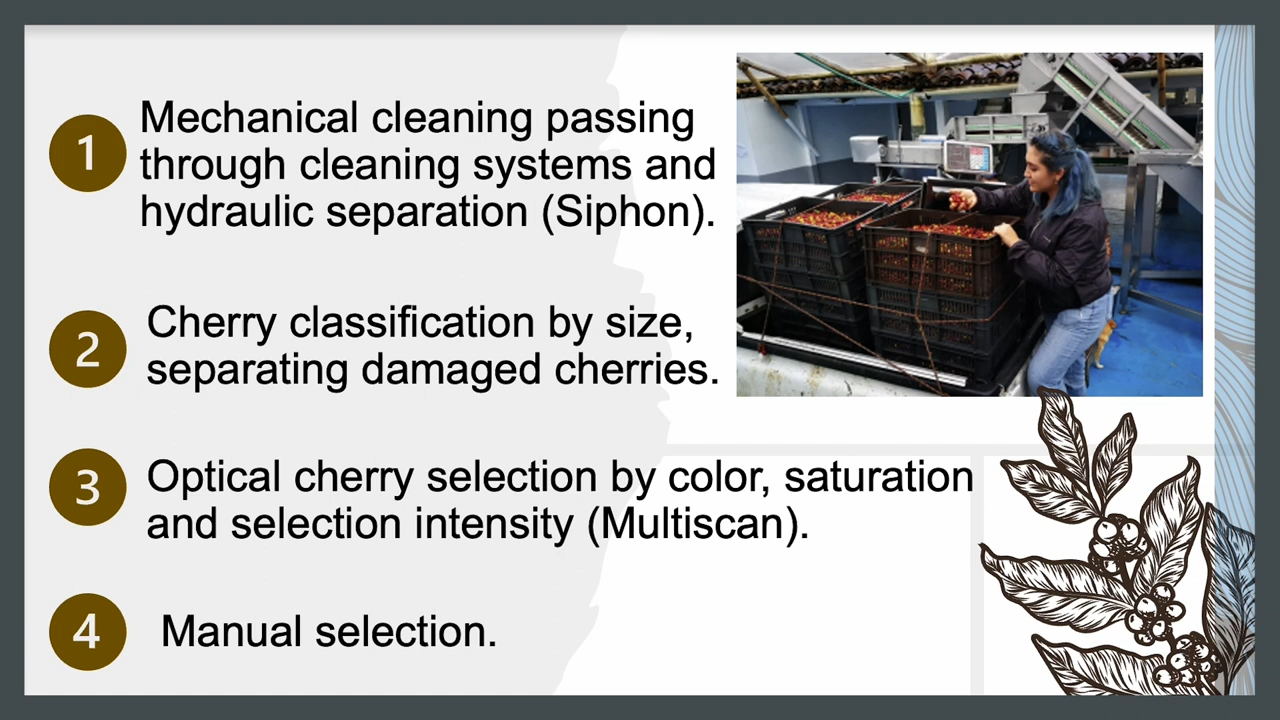 1
Mechanical cleaning passing
through cleaning systems and
hydraulic separation (Siphon).
2
Cherry classification by size,
separating damaged cherries.
3
Optical cherry selection by color, saturation
and selection intensity (Multiscan).
4
Manual selection.